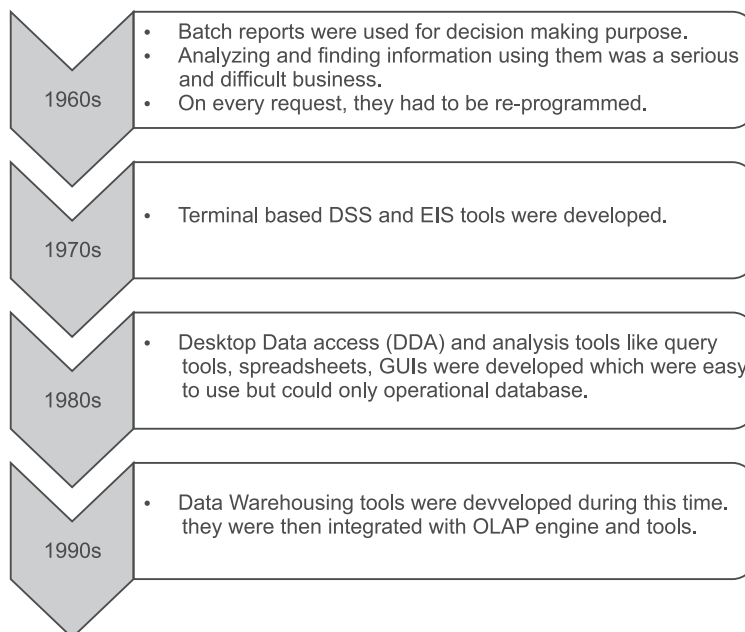 1960s
• Batch reports were used for decision making purpose.
• Analyzing and finding information using them was a serious
and difficult business.
• On every request, they had to be re-programmed.
1970s
• Terminal based DSS and EIS tools were developed.
1980s
• Desktop Data access (DDA) and analysis tools like query
tools, spreadsheets, GUIs were developed which were easy
to use but could only operational database.
1990s
• Data Warehousing tools were devveloped during this time.
they were then integrated with OLAP engine and tools.